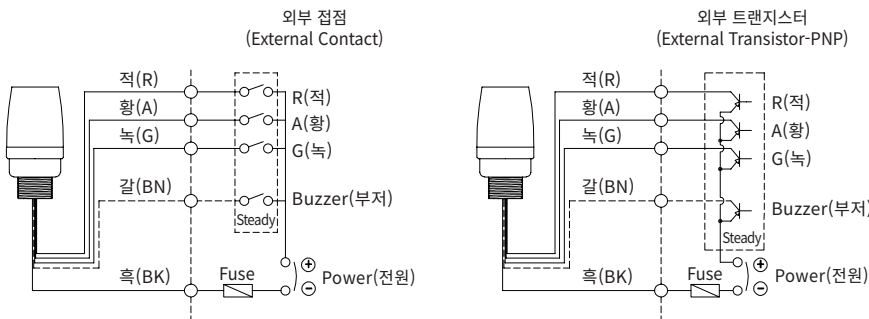 외부 접점
(External Contact)
적(R)
황(A)
녹(G)
갈(BN)
흑(BK)
R(적)
A(황)
G(녹)
Buzzer(부저)
Steady
Fuse
Power(전원)
외부 트랜지스터
(External Transistor-PNP)
적(R)
황(A)
녹(G)
갈(BN)
흑(BK)
R(적)
A(황)
G(녹)
Buzzer(부저)
Steady
Fuse
Power(전원)